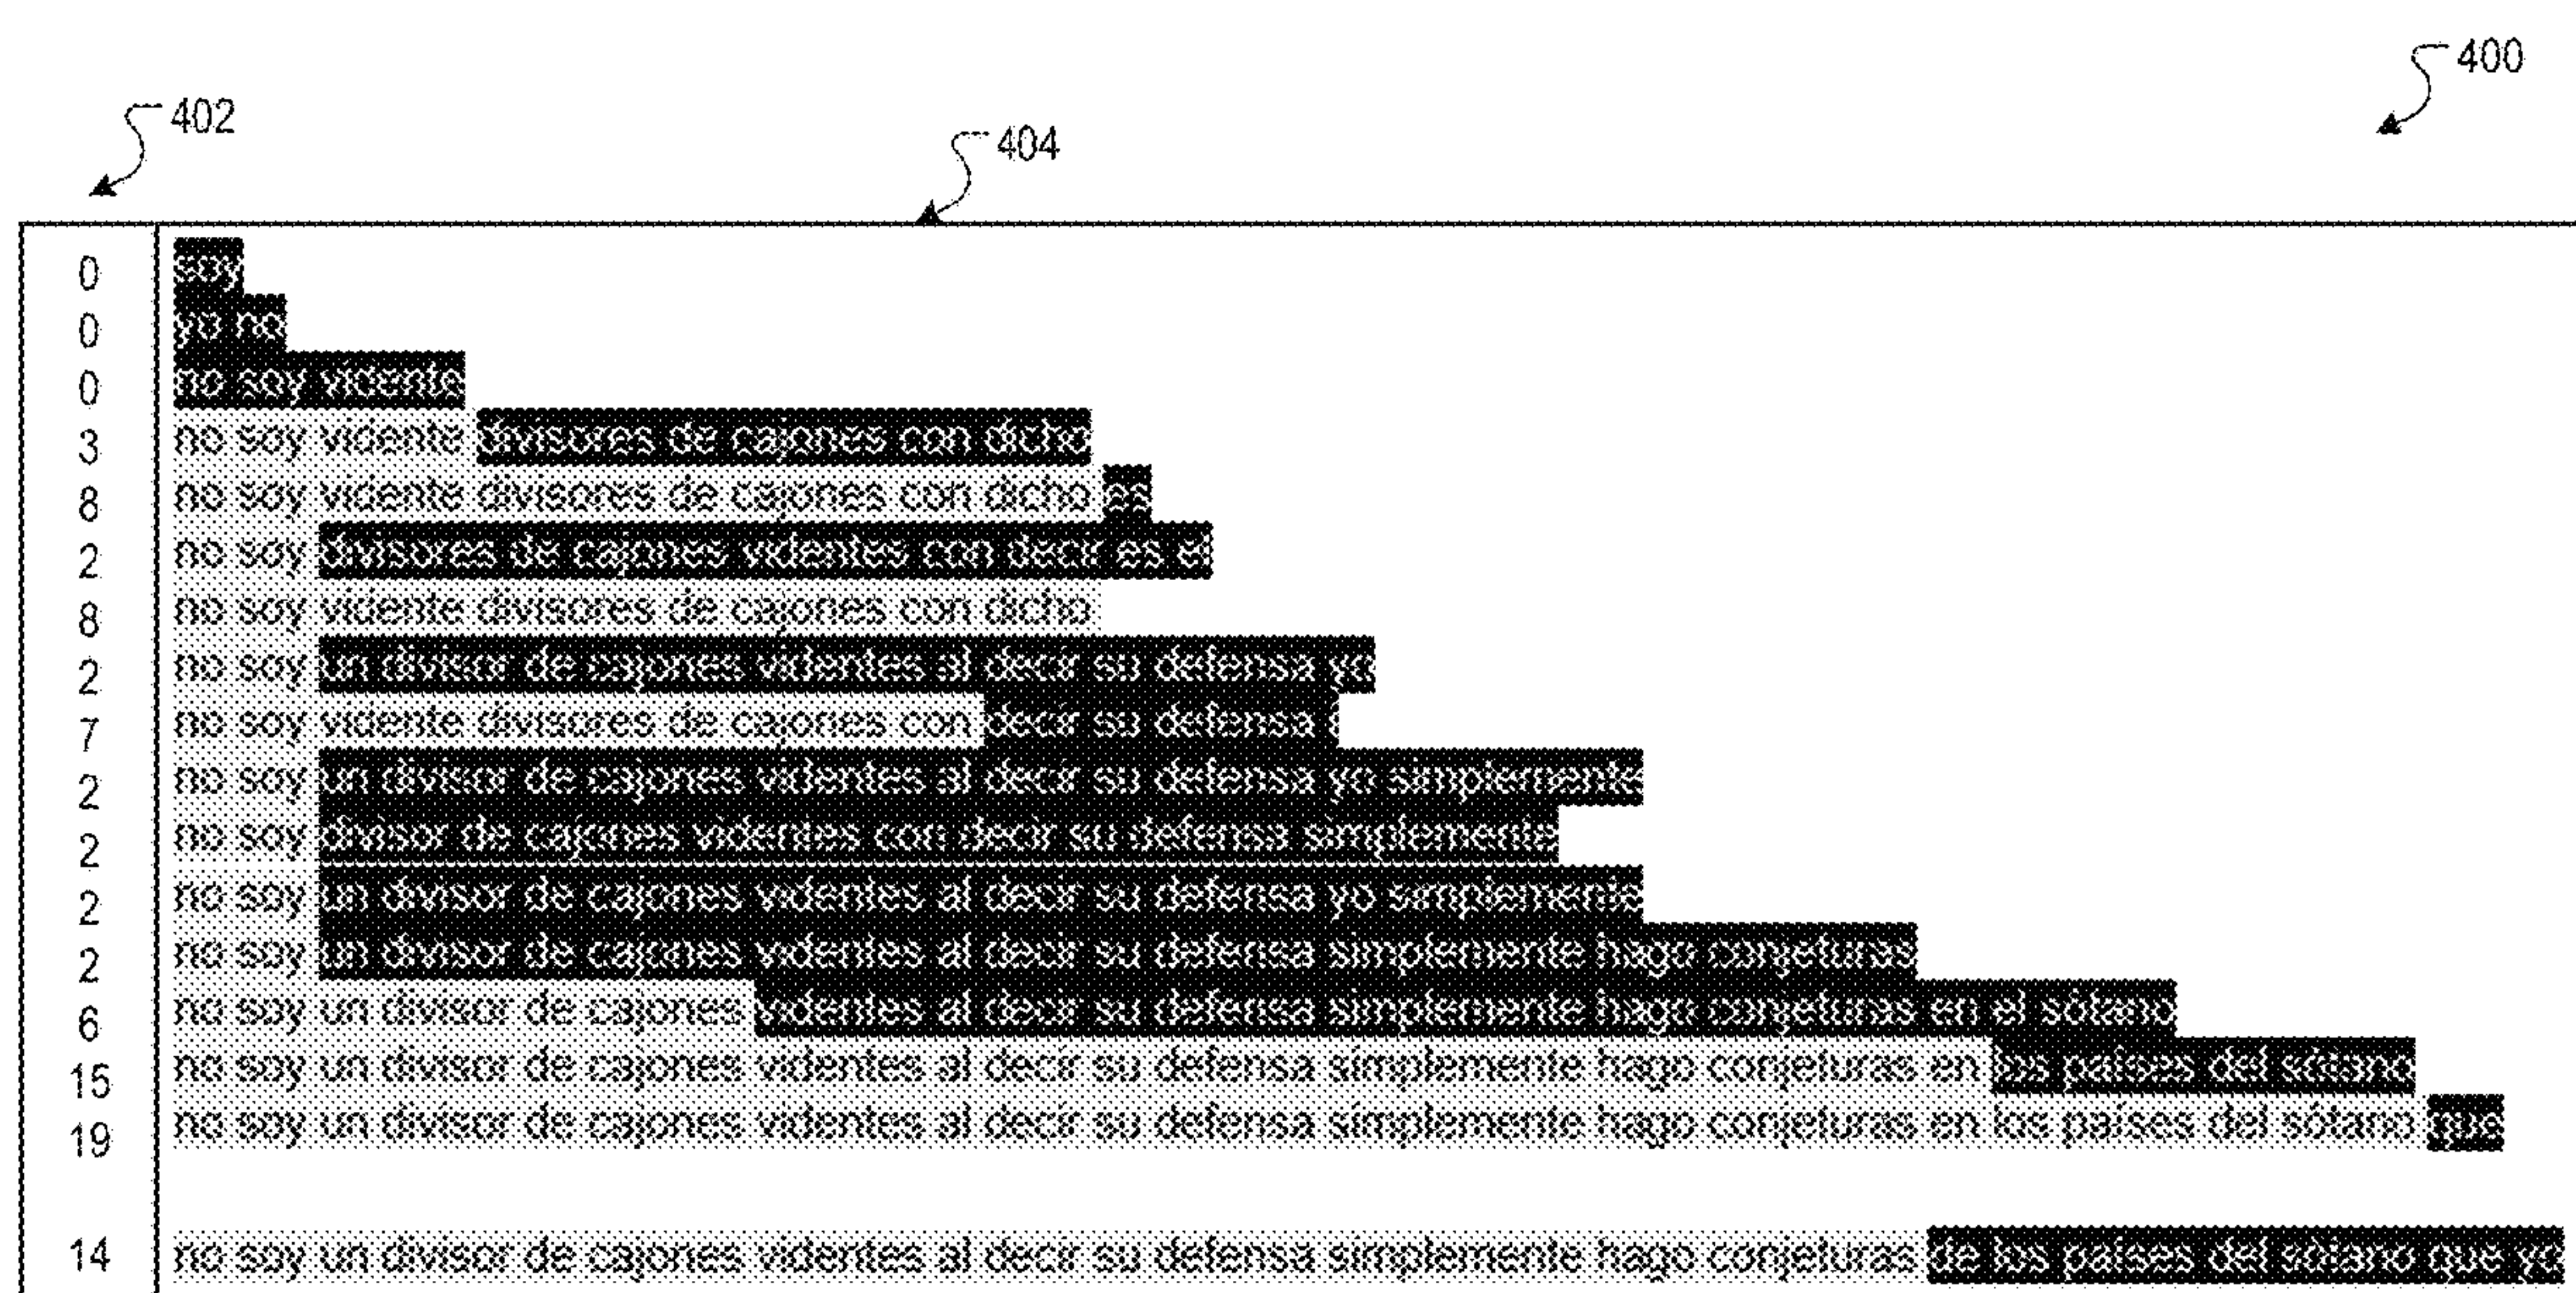 400
402
404
0 soy
0 yo no
0 no soy vidente
3 no soy vidente divisores de cajones con dicho
8 no soy vidente divisores de cajones con dicho es
2 no soy divisores de cajones videntes con decir es el
8 no soy vidente divisores de cajones con dicho
2 no soy un divisor de cajones videntes al decir su defensa yo
7 no soy vidente divisores de cajones con decir su defensa
2 no soy un divisor de cajones videntes al decir su defensa yo simplemente
2 no soy divisor de cajones videntes con decir su defensa simplemente
2 no soy un divisor de cajones videntes al decir su defensa yo simplemente
2 no soy un divisor de cajones videntes al decir su defensa simplemente hago conjeturas
6 no soy un divisor de cajones videntes al decir su defensa simplemente hago conjeturas en el sótano
15 no soy un divisor de cajones videntes al decir su defensa simplemente hago conjeturas en los países del sótano
19 no soy un divisor de cajones videntes al decir su defensa simplemente hago conjeturas en los países del sótano que
14 no soy un divisor de cajones videntes al decir su defensa simplemente hago conjeturas de los países del sótano que ya